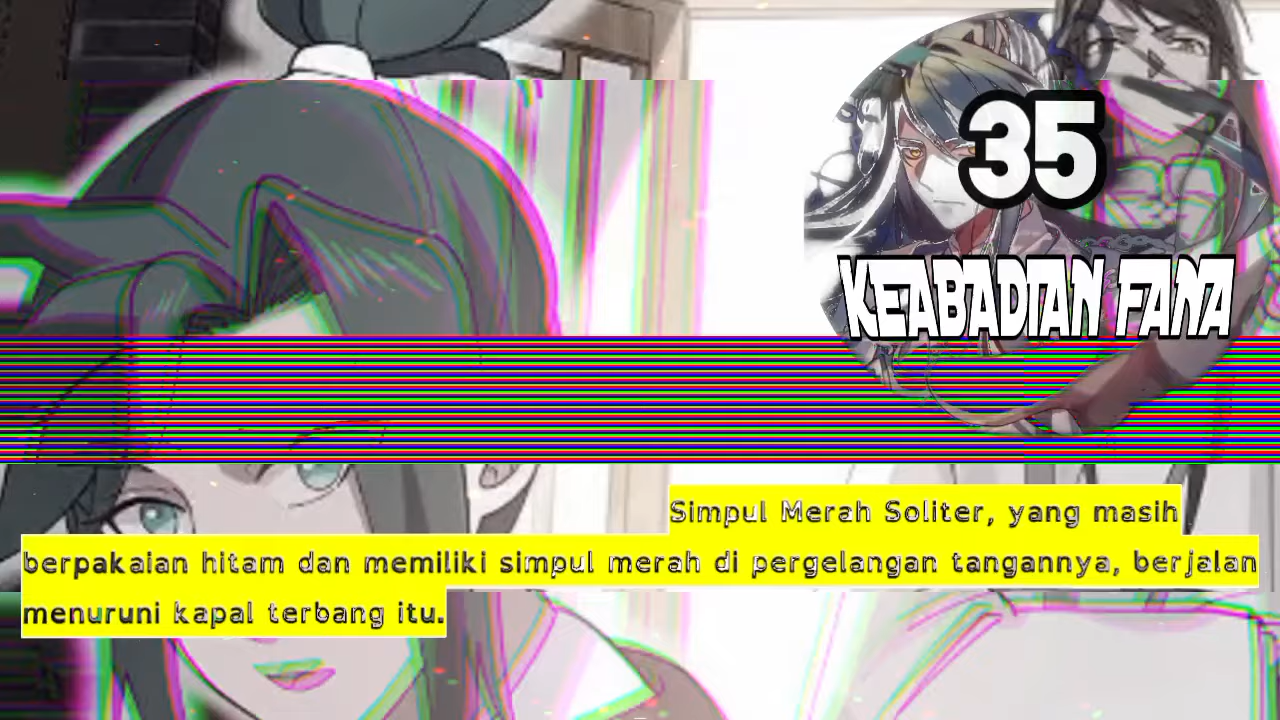 35
KEABADIAN FANA
Simpul Merah Soliter, yang masih
berpakaian hitam dan memiliki simpul merah di pergelangan tangannya, berjalan
menuruni kapal terbang itu.